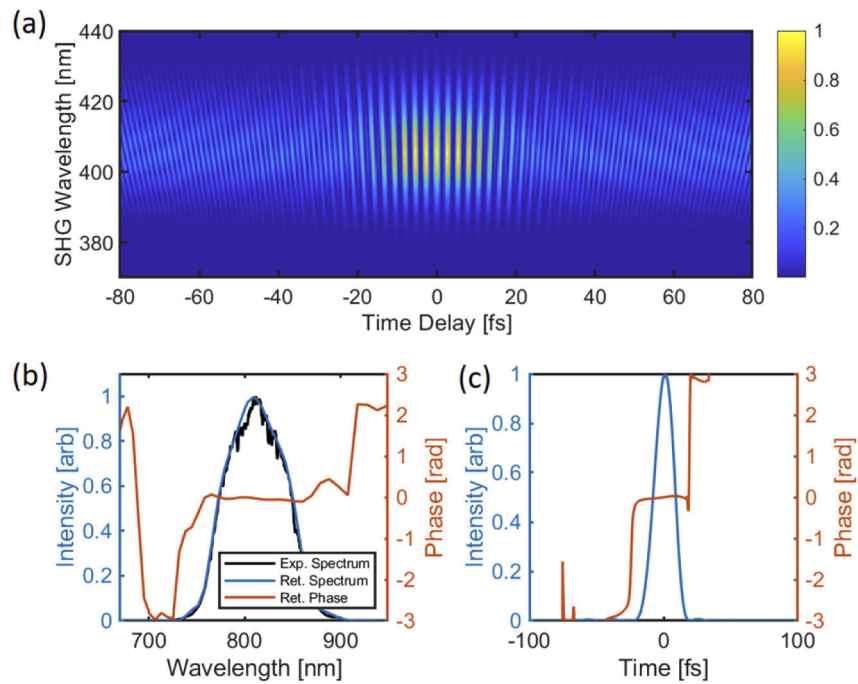 (a)
SHG Wavelength [nm]
440
420
400
380
-80 -60 -40 -20 0 20 40 60 80
Time Delay [fs]
1
0.8
0.6
0.4
0.2
(b)
Intensity [arb]
1
0.8
0.6
0.4
0.2
0
700 800 900
Wavelength [nm]
3
2
1
0
-1
-2
-3
Phase [rad]
Exp. Spectrum
Ret. Spectrum
Ret. Phase
(c)
Intensity [arb]
1
0.8
0.6
0.4
0.2
0
-100 0 100
Time [fs]
3
2
1
0
-1
-2
-3
Phase [rad]